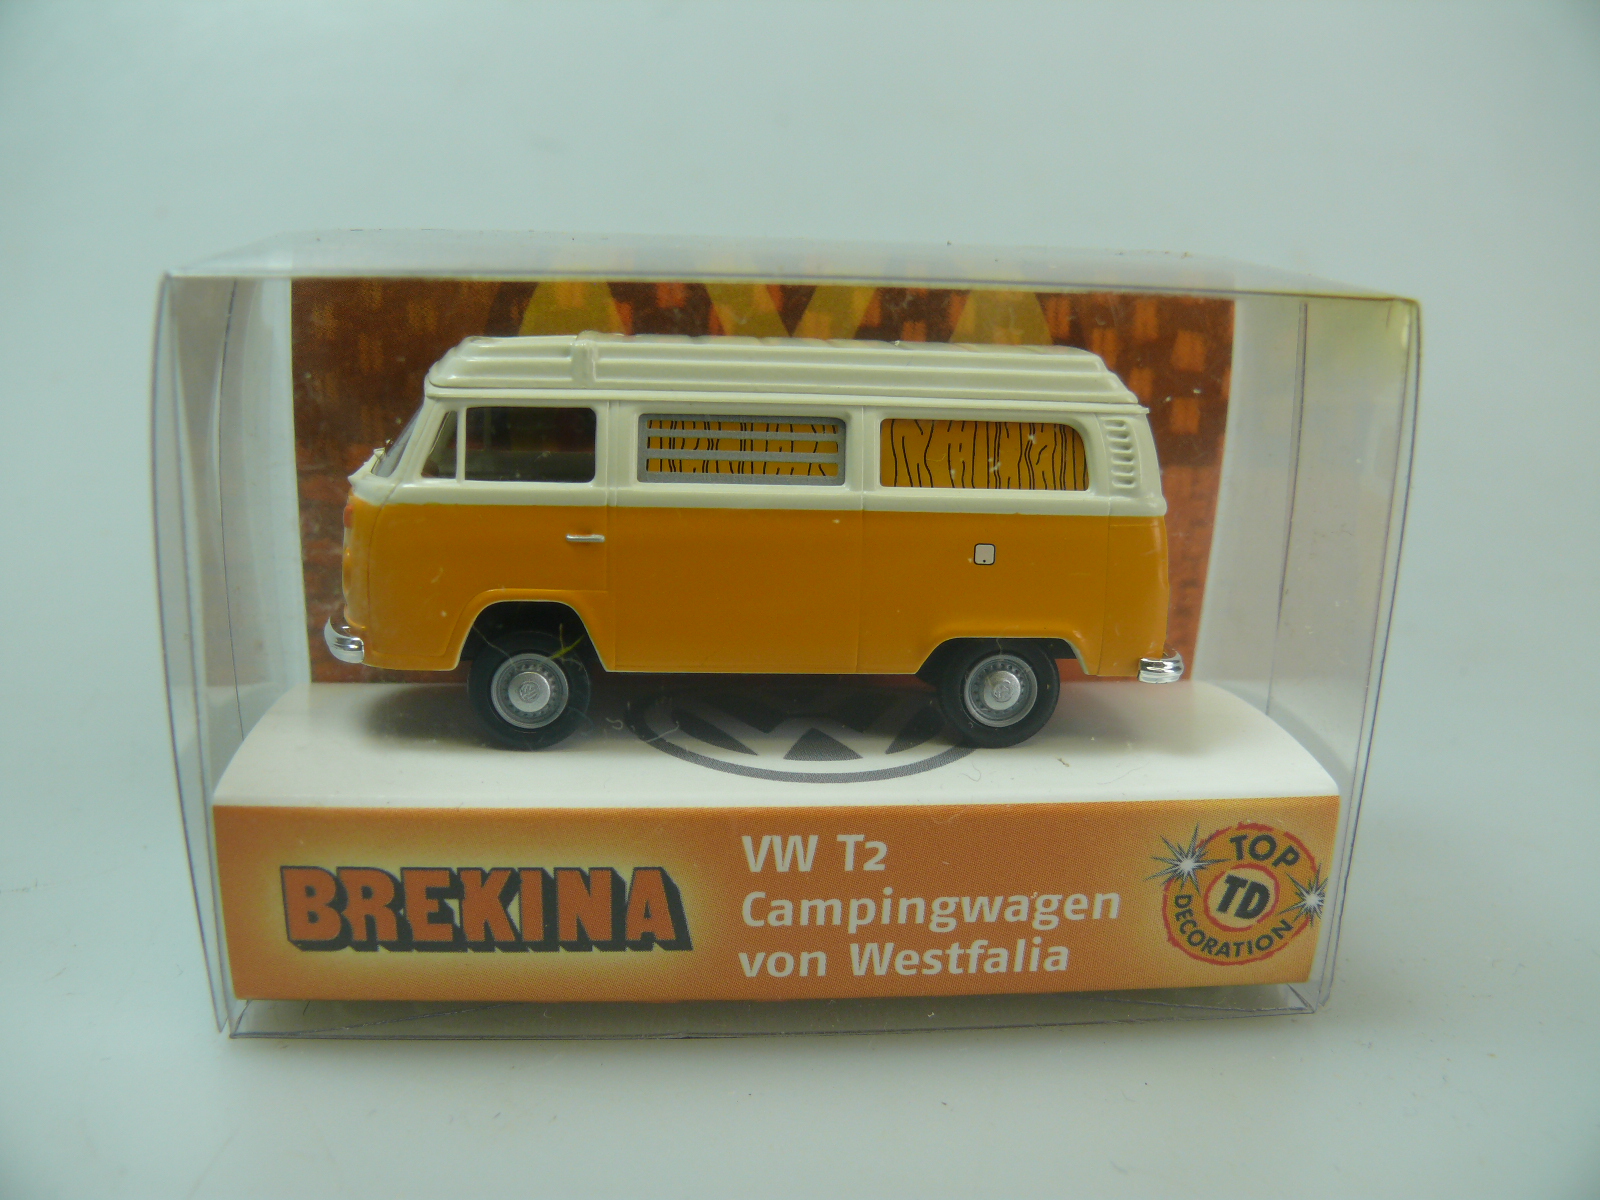 BREKINA
VW T2
Campingwagen
von Westfalia
TOP
TD
DECORATION